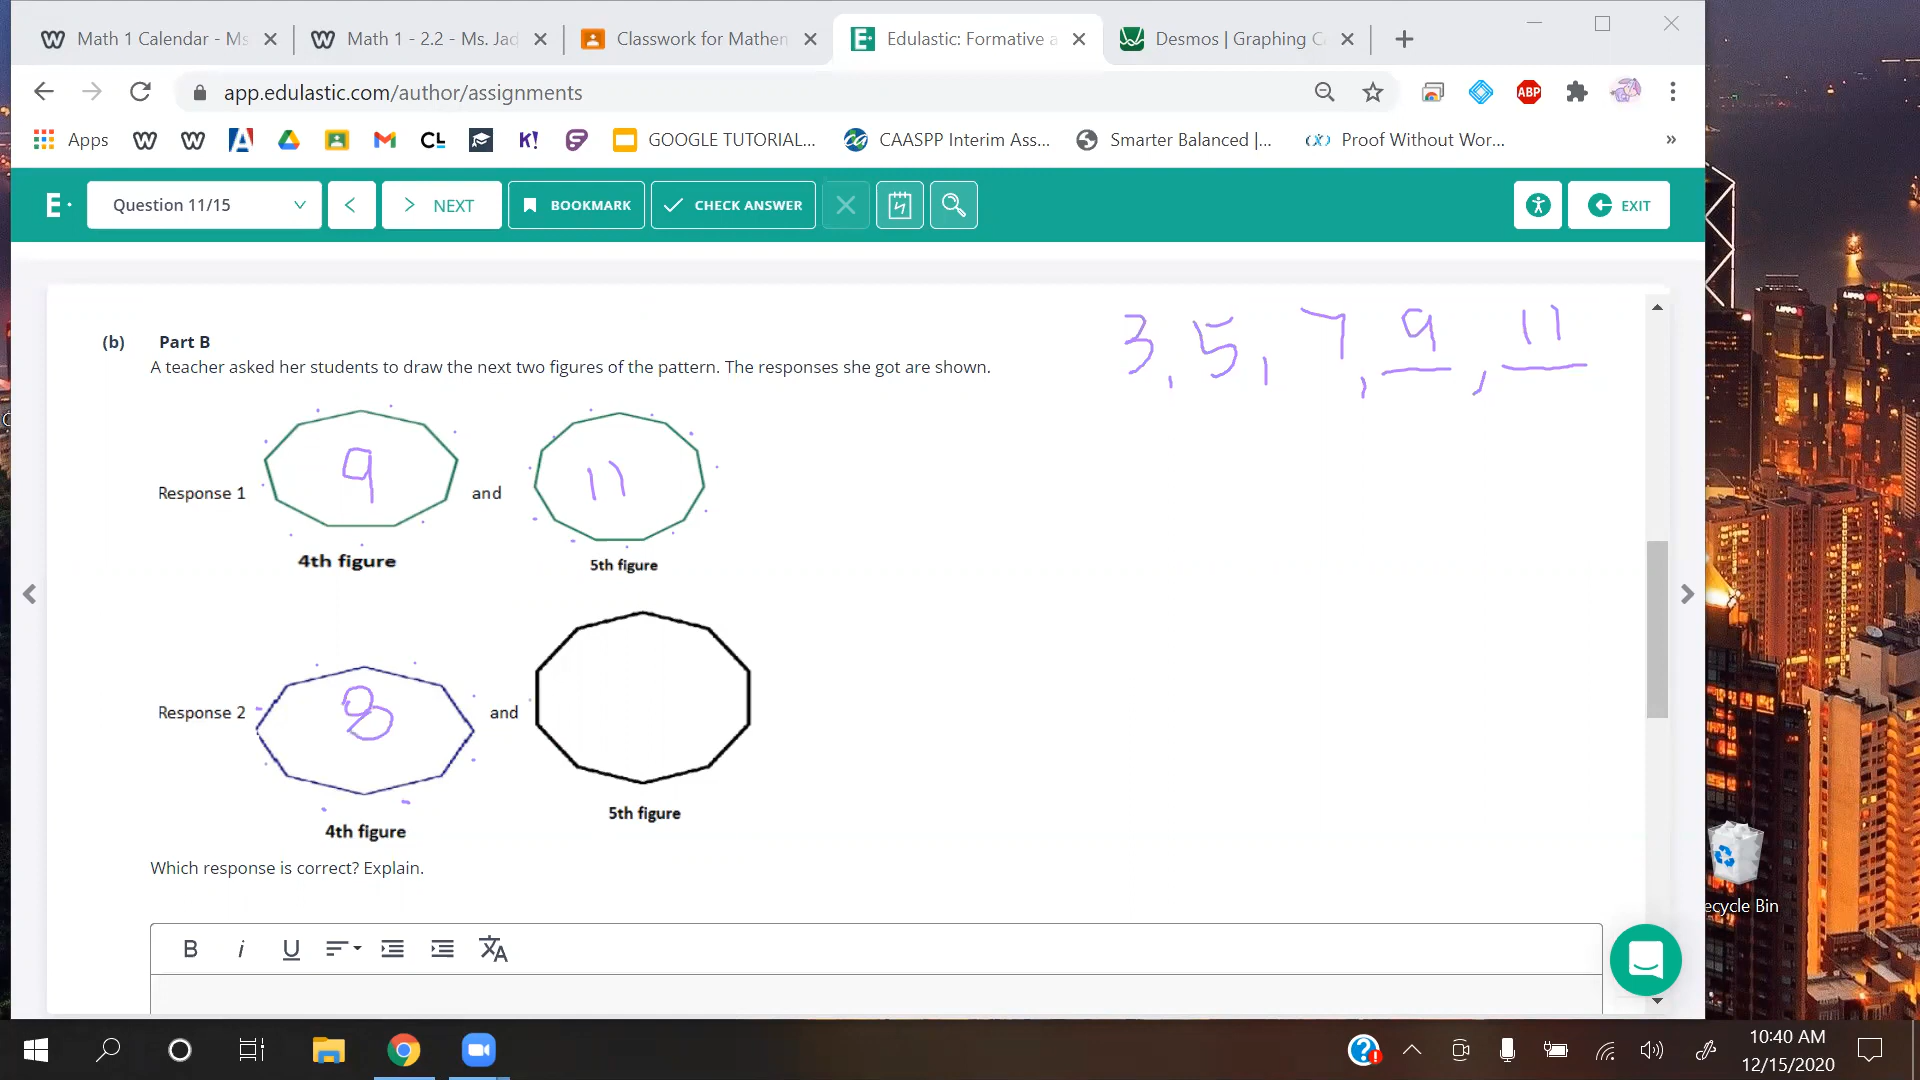 Math 1 Calendar - Ms
Math 1 - 2.2 - Ms. Jad
Classwork for Mathen
Edulastic: Formative a
Desmos | Graphing C
app.edulastic.com/author/assignments
ABP
Apps
CL
K!
GOOGLE TUTORIAL...
CAASPP Interim Ass...
Smarter Balanced |...
Proof Without Wor...
»
E
Question 11/15
NEXT
BOOKMARK
CHECK ANSWER
EXIT
3, 5, 7, 9, 11
(b) Part B
A teacher asked her students to draw the next two figures of the pattern. The responses she got are shown.
9
11
Response 1
and
4th figure
5th figure
8
Response 2
and
5th figure
4th figure
Which response is correct? Explain.
B i U
ecycle Bin
10:40 AM
12/15/2020